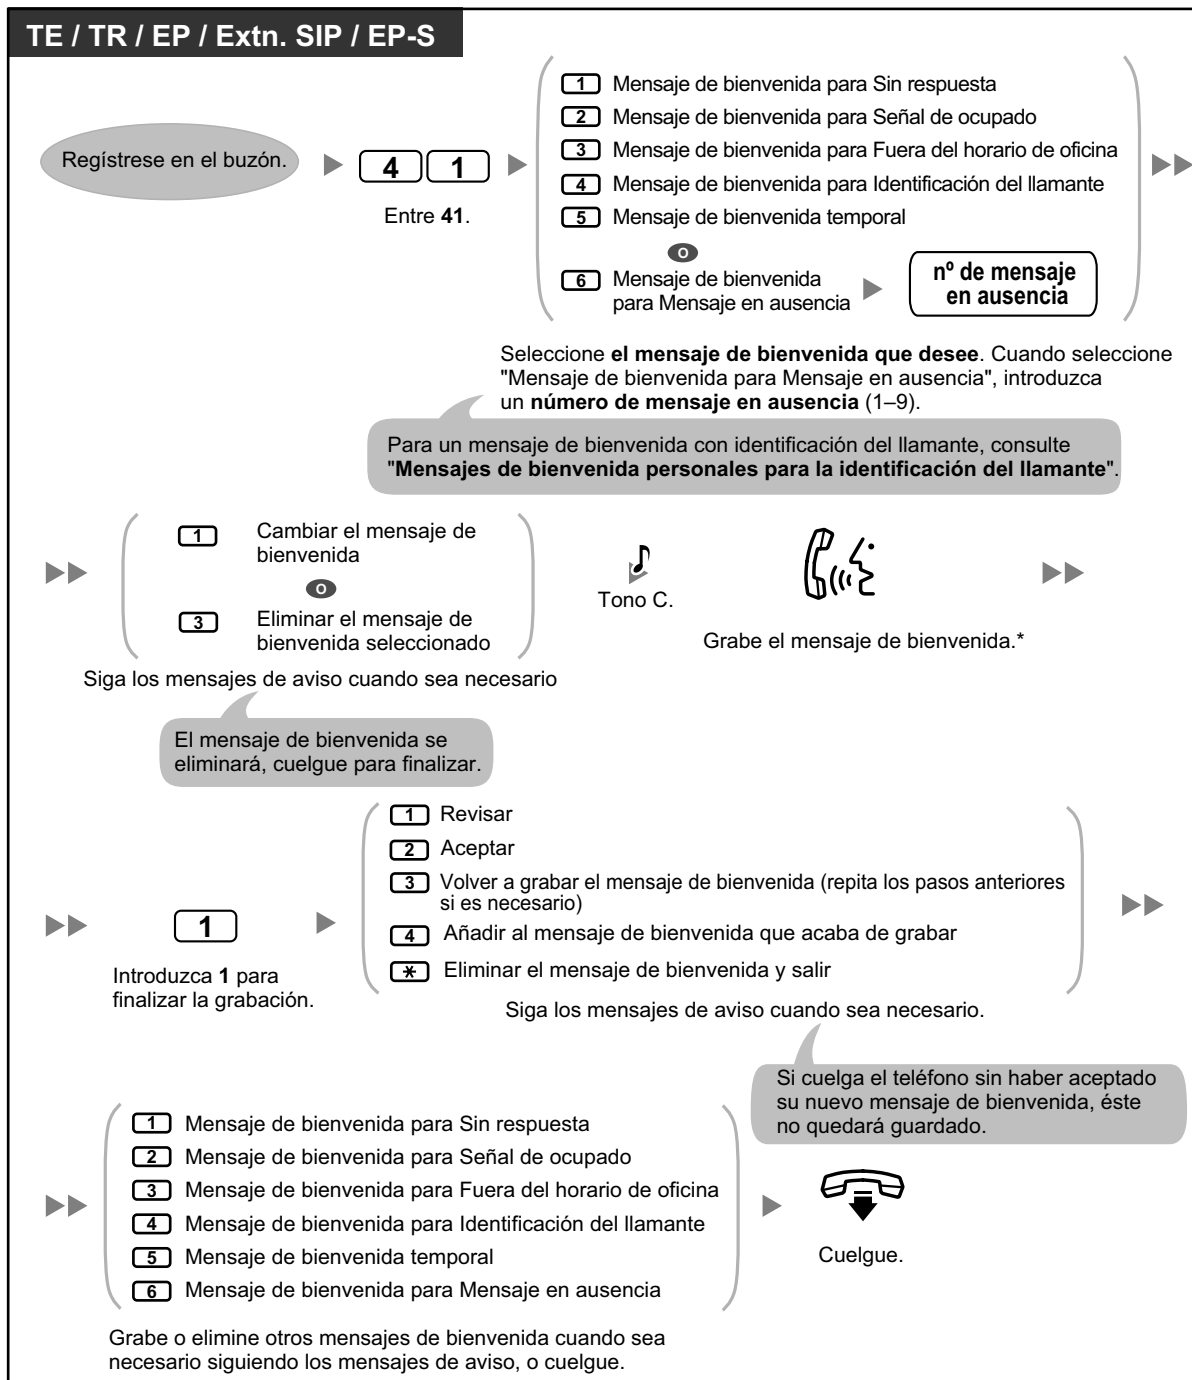 TE / TR / EP / Extn. SIP / EP-S
Regístrese en el buzón.
4 1
Entre 41.
1 Mensaje de bienvenida para Sin respuesta
2 Mensaje de bienvenida para Señal de ocupado
3 Mensaje de bienvenida para Fuera del horario de oficina
4 Mensaje de bienvenida para Identificación del llamante
5 Mensaje de bienvenida temporal
O
6 Mensaje de bienvenida
para Mensaje en ausencia
nº de mensaje
en ausencia
Seleccione el mensaje de bienvenida que desee. Cuando seleccione
"Mensaje de bienvenida para Mensaje en ausencia", introduzca
un número de mensaje en ausencia (1–9).
Para un mensaje de bienvenida con identificación del llamante, consulte
"Mensajes de bienvenida personales para la identificación del llamante".
1 Cambiar el mensaje de
bienvenida
O
3 Eliminar el mensaje de
bienvenida seleccionado
Siga los mensajes de aviso cuando sea necesario
El mensaje de bienvenida se
eliminará, cuelgue para finalizar.
Tono C.
Grabe el mensaje de bienvenida.*
1
Introduzca 1 para
finalizar la grabación.
1 Revisar
2 Aceptar
3 Volver a grabar el mensaje de bienvenida (repita los pasos anteriores
si es necesario)
4 Añadir al mensaje de bienvenida que acaba de grabar
* Eliminar el mensaje de bienvenida y salir
Siga los mensajes de aviso cuando sea necesario.
Si cuelga el teléfono sin haber aceptado
su nuevo mensaje de bienvenida, éste
no quedará guardado.
1 Mensaje de bienvenida para Sin respuesta
2 Mensaje de bienvenida para Señal de ocupado
3 Mensaje de bienvenida para Fuera del horario de oficina
4 Mensaje de bienvenida para Identificación del llamante
5 Mensaje de bienvenida temporal
6 Mensaje de bienvenida para Mensaje en ausencia
Grabe o elimine otros mensajes de bienvenida cuando sea
necesario siguiendo los mensajes de aviso, o cuelgue.
Cuelgue.